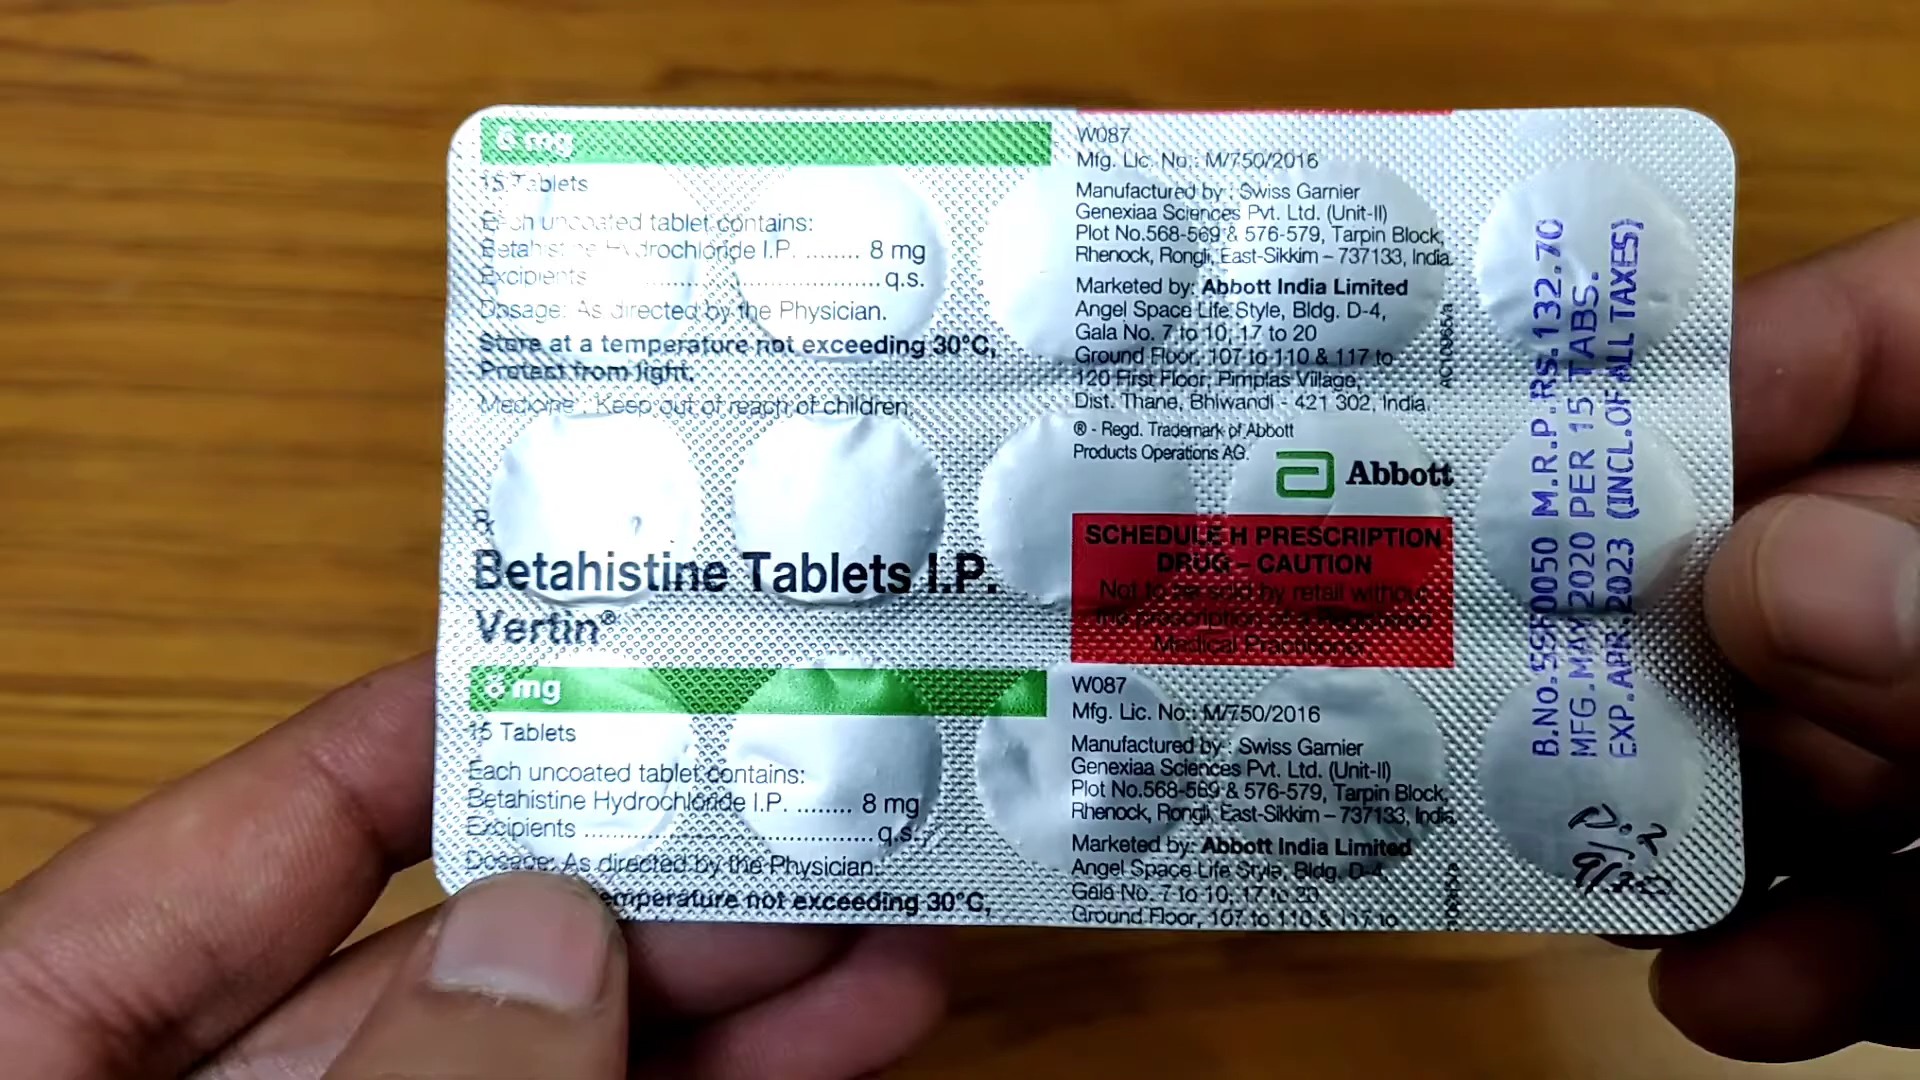 8 mg
15 Tablets
Each uncoated tablet contains:
Betahistine Hydrochloride I.P. ........ 8 mg
Excipients ................................ q.s.
Dosage: As directed by the Physician.
Store at a temperature not exceeding 30°C,
Protect from light.
Medicine : Keep out of reach of children.
Rx
Betahistine Tablets I.P.
Vertin®
8 mg
15 Tablets
Each uncoated tablet contains:
Betahistine Hydrochloride I.P. ........ 8 mg
Excipients ................................ q.s.
Dosage: As directed by the Physician.
temperature not exceeding 30°C,
W087
Mfg. Lic. No.: M/750/2016
Manufactured by : Swiss Garnier
Genexiaa Sciences Pvt. Ltd. (Unit-II)
Plot No.568-569 & 576-579, Tarpin Block,
Rhenock, Rongli, East-Sikkim – 737133, India.
Marketed by: Abbott India Limited
Angel Space Life Style, Bldg. D-4,
Gala No. 7 to 10, 17 to 20
Ground Floor, 107 to 110 & 117 to
120 First Floor, Pimplas Village,
Dist. Thane, Bhiwandi - 421 302, India.
® - Regd. Trademark of Abbott
Products Operations AG.
Abbott
SCHEDULE H PRESCRIPTION
DRUG – CAUTION
Not to be sold by retail without
the prescription of a Registered
Medical Practitioner
W087
Mfg. Lic. No.: M/750/2016
Manufactured by : Swiss Garnier
Genexiaa Sciences Pvt. Ltd. (Unit-II)
Plot No.568-569 & 576-579, Tarpin Block,
Rhenock, Rongli, East-Sikkim – 737133, India.
Marketed by: Abbott India Limited
Angel Space Life Style, Bldg. D-4,
Gala No. 7 to 10, 17 to 20
Ground Floor, 107 to 110 & 117 to
B.NO.SSH0050 M.R.P.RS.132.70
MFG.MAY.2020 PER 15 TABS.
EXP.APR.2023 (INCL.OF ALL TAXES)